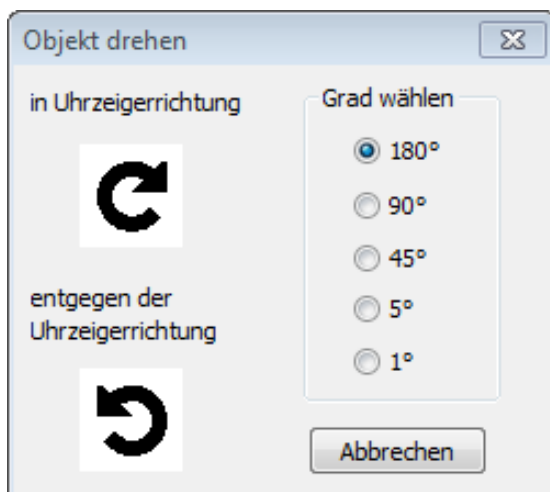 Objekt drehen
in Uhrzeigerrichtung
entgegen der
Uhrzeigerrichtung
Grad wählen
180°
90°
45°
5°
1°
Abbrechen